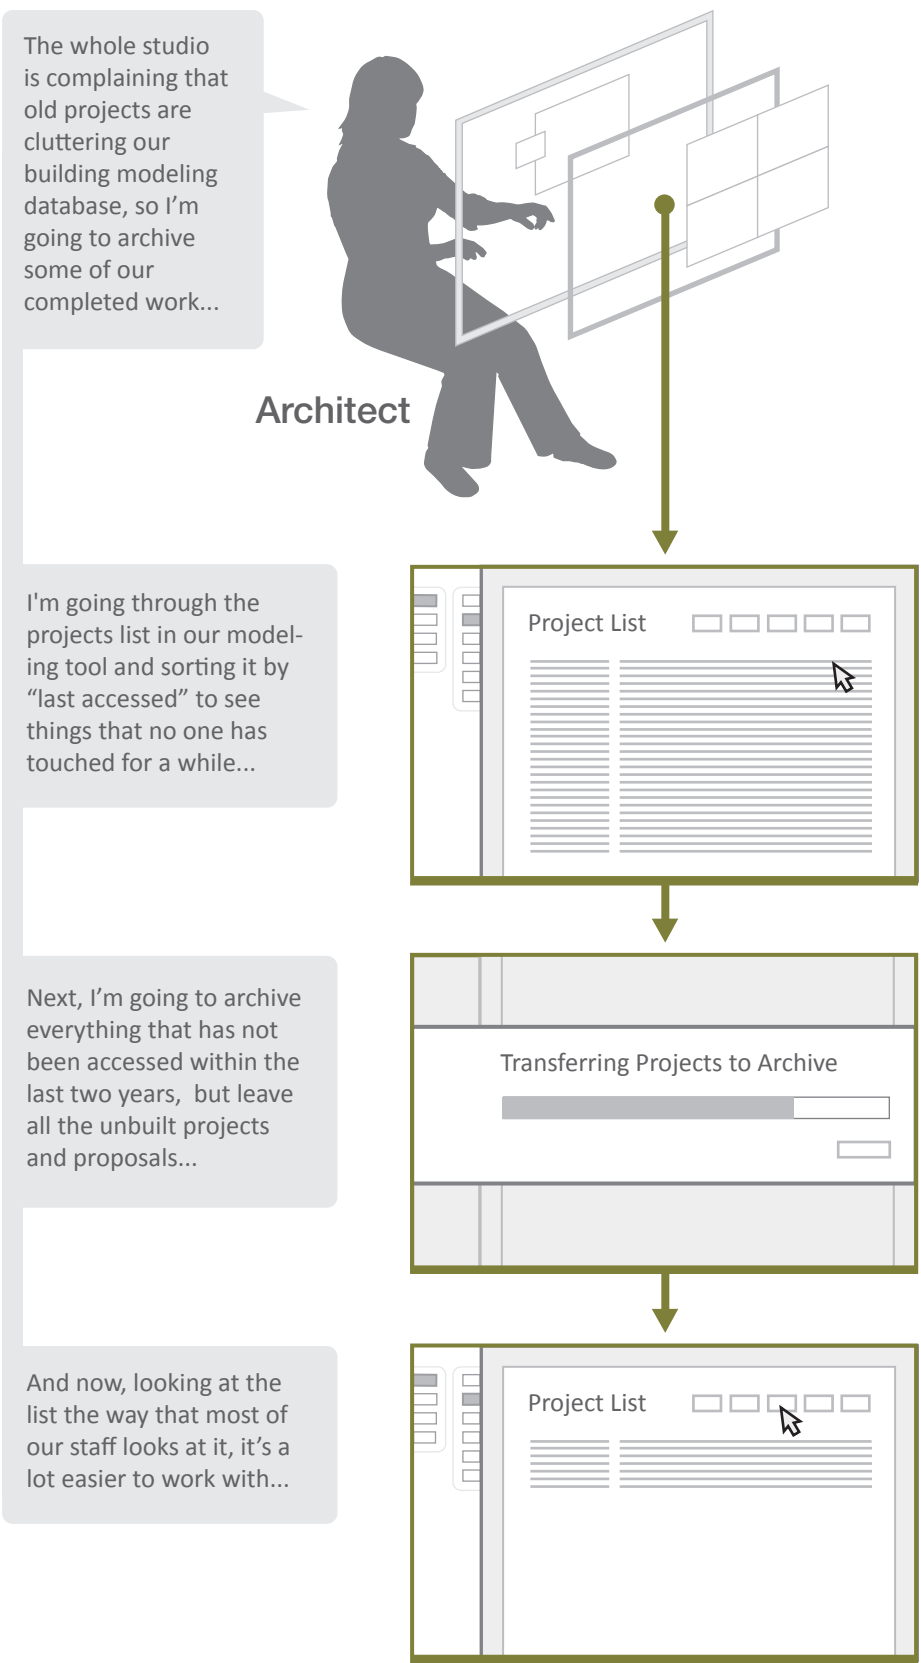 The whole studio
is complaining that
old projects are
cluttering our
building modeling
database, so I’m
going to archive
some of our
completed work...
Architect
I'm going through the
projects list in our model-
ing tool and sorting it by
“last accessed” to see
things that no one has
touched for a while...
Project List
Next, I’m going to archive
everything that has not
been accessed within the
last two years,  but leave
all the unbuilt projects
and proposals...
Transferring Projects to Archive
And now, looking at the
list the way that most of
our staff looks at it, it’s a
lot easier to work with...
Project List